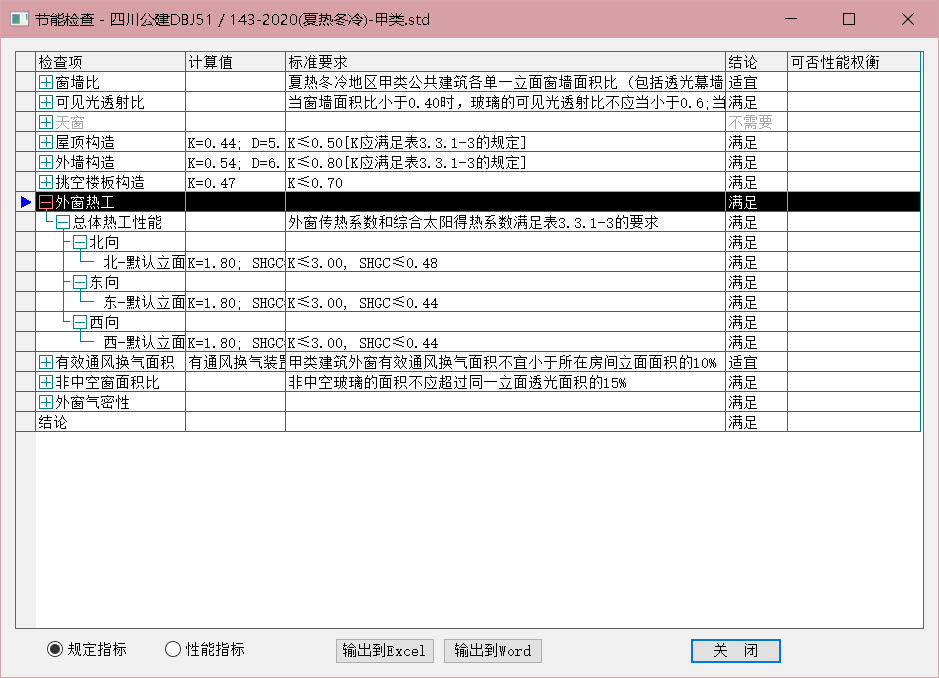 节能检查 - 四川公建DBJ51 / 143-2020(夏热冬冷)-甲类.std
检查项 计算值 标准要求 结论 可否性能权衡
窗墙比 夏热冬冷地区甲类公共建筑各单一立面窗墙面积比（包括透光幕墙 适宜
可见光透射比 当窗墙面积比小于0.40时，玻璃的可见光透射比不应当小于0.6;当 满足
天窗 不需要
屋顶构造 K=0.44; D=5. K≤0.50[K应满足表3.3.1-3的规定] 满足
外墙构造 K=0.54; D=6. K≤0.80[K应满足表3.3.1-3的规定] 满足
挑空楼板构造 K=0.47 K≤0.70 满足
外窗热工 满足
总体热工性能 外窗传热系数和综合太阳得热系数满足表3.3.1-3的要求 满足
北向 满足
北-默认立面 K=1.80; SHGC K≤3.00, SHGC≤0.48 满足
东向 满足
东-默认立面 K=1.80; SHGC K≤3.00, SHGC≤0.44 满足
西向 满足
西-默认立面 K=1.80; SHGC K≤3.00, SHGC≤0.44 满足
有效通风换气面积 有通风换气装置 甲类建筑外窗有效通风换气面积不宜小于所在房间立面面积的10% 适宜
非中空窗面积比 非中空玻璃的面积不应超过同一立面透光面积的15% 满足
外窗气密性 满足
结论 满足
规定指标 性能指标 输出到Excel 输出到Word 关 闭